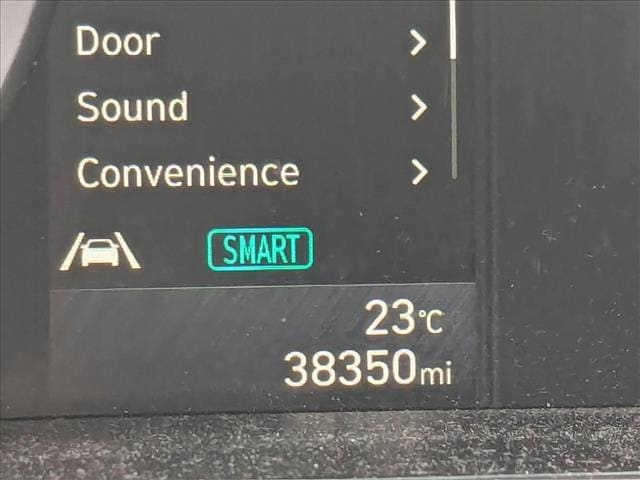 Door
Sound
Convenience
SMART
23°C
38350mi